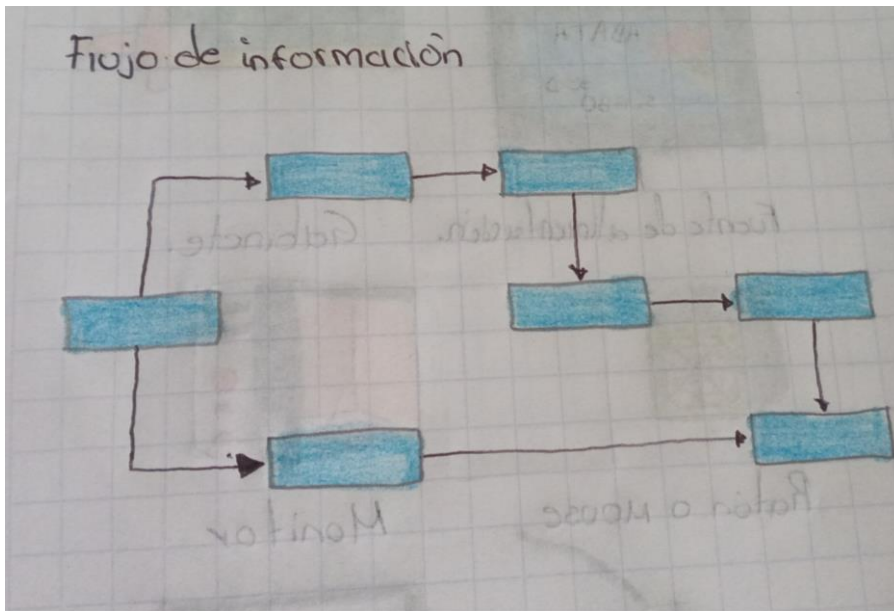 Flujo de información
Gabinete.
Fuente de alimentación.
Monitor
Ratón o mouse